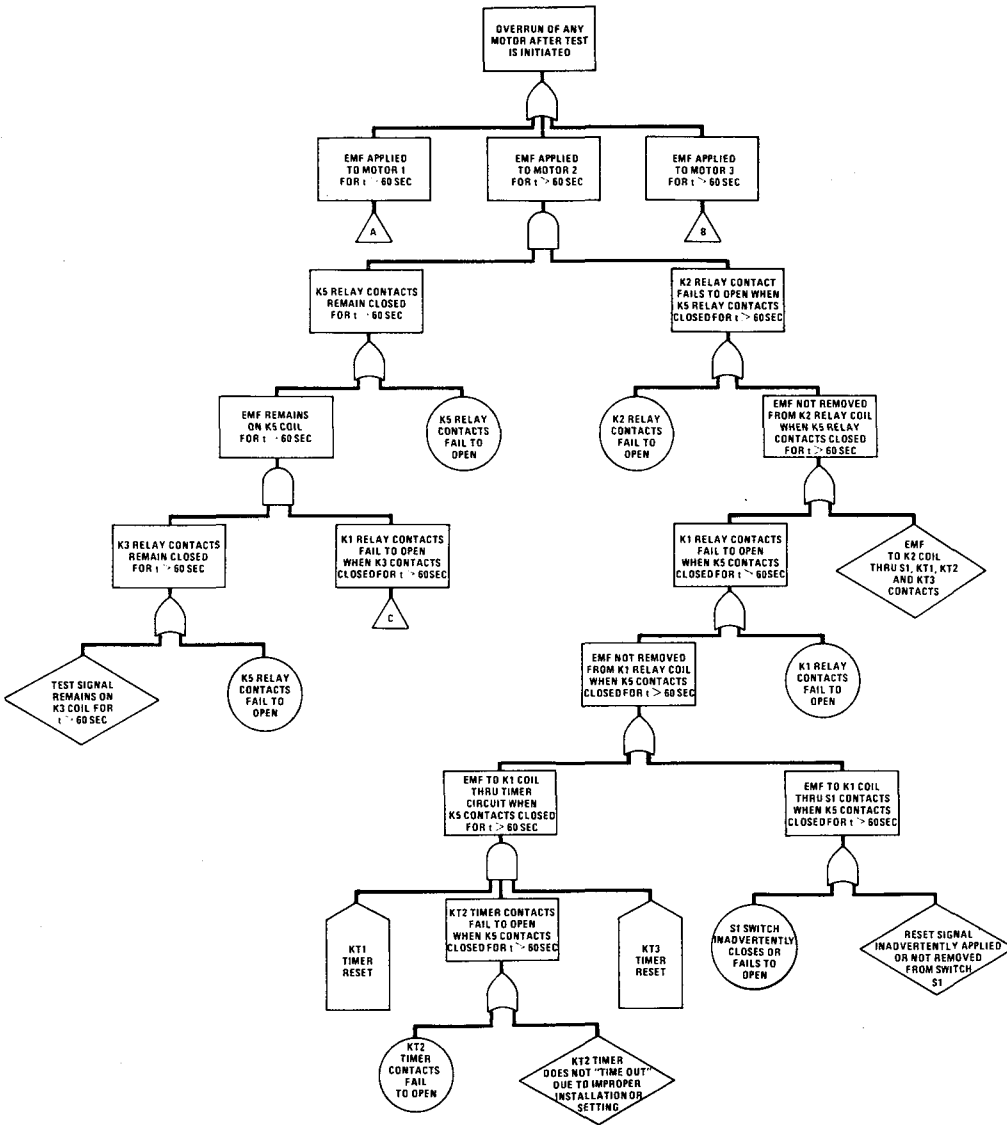 OVERRUN OF ANY
MOTOR AFTER TEST
IS INITIATED
EMF APPLIED
TO MOTOR 1
FOR t > 60 SEC
EMF APPLIED
TO MOTOR 2
FOR t > 60 SEC
EMF APPLIED
TO MOTOR 3
FOR t > 60 SEC
A
B
K5 RELAY CONTACTS
REMAIN CLOSED
FOR t > 60 SEC
K2 RELAY CONTACT
FAILS TO OPEN WHEN
K5 RELAY CONTACTS
CLOSED FOR t > 60 SEC
EMF REMAINS
ON K5 COIL
FOR t > 60 SEC
K5 RELAY
CONTACTS
FAIL TO
OPEN
K2 RELAY
CONTACTS
FAIL TO
OPEN
EMF NOT REMOVED
FROM K2 RELAY COIL
WHEN K5 RELAY
CONTACTS CLOSED
FOR t > 60 SEC
K3 RELAY CONTACTS
REMAIN CLOSED
FOR t > 60 SEC
K1 RELAY CONTACTS
FAIL TO OPEN
WHEN K3 CONTACTS
CLOSED FOR t > 60SEC
C
K1 RELAY CONTACTS
FAIL TO OPEN
WHEN K5 CONTACTS
CLOSED FOR t > 60SEC
EMF
TO K2 COIL
THRU S1, KT1, KT2
AND KT3
CONTACTS
TEST SIGNAL
REMAINS ON
K3 COIL FOR
t > 60 SEC
K5 RELAY
CONTACTS
FAIL TO
OPEN
EMF NOT REMOVED
FROM K1 RELAY COIL
WHEN K5 CONTACTS
CLOSED FOR t > 60 SEC
K1 RELAY
CONTACTS
FAIL TO
OPEN
EMF TO K1 COIL
THRU TIMER
CIRCUIT WHEN
K5 CONTACTS CLOSED
FOR t > 60 SEC
EMF TO K1 COIL
THRU S1 CONTACTS
WHEN K5 CONTACTS
CLOSED FOR t > 60SEC
KT1
TIMER
RESET
KT2 TIMER CONTACTS
FAIL TO OPEN
WHEN K5 CONTACTS
CLOSED FOR t > 60SEC
KT3
TIMER
RESET
S1 SWITCH
INADVERTENTLY
CLOSES OR
FAILS TO
OPEN
RESET SIGNAL
INADVERTENTLY APPLIED
OR NOT REMOVED
FROM SWITCH
S1
KT2
TIMER
CONTACTS
FAIL
TO OPEN
KT2 TIMER
DOES NOT "TIME OUT"
DUE TO IMPROPER
INSTALLATION OR
SETTING